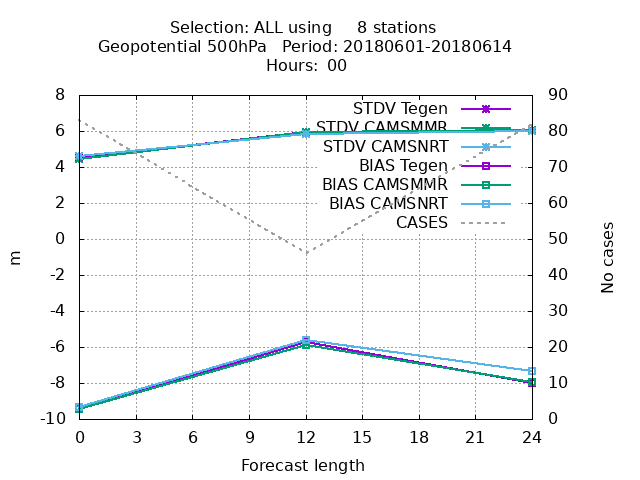 Selection: ALL using 8 stations
Geopotential 500hPa Period: 20180601-20180614
Hours: 00
8 90
STDV Tegen
6 STDV CAMSMMR 80
STDV CAMSNRT
4 BIAS Tegen 70
BIAS CAMSMMR
2 BIAS CAMSNRT 60
CASES
0 50
m
No cases
-2 40
-4 30
-6 20
-8 10
-10 0
0 3 6 9 12 15 18 21 24
Forecast length